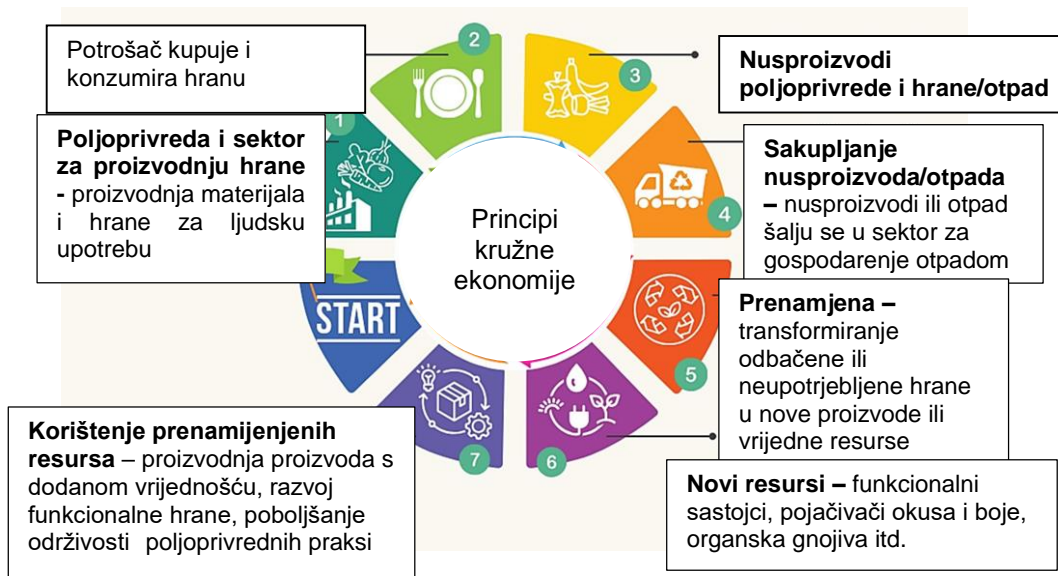 Potrošač kupuje i
konzumira hranu
2
3
Nusproizvodi
poljoprivrede i hrane/otpad
1
Poljoprivreda i sektor
za proizvodnju hrane
- proizvodnja materijala
i hrane za ljudsku
upotrebu
Sakupljanje
nusproizvoda/otpada
– nusproizvodi ili otpad
šalju se u sektor za
gospodarenje otpadom
4
Principi
kružne
ekonomije
START
Prenamjena –
transformiranje
odbačene ili
neupotrjebljene hrane
u nove proizvode ili
vrijedne resurse
5
Korištenje prenamijenjenih
resursa – proizvodnja proizvoda s
dodanom vrijednošću, razvoj
funkcionalne hrane, poboljšanje
održivosti poljoprivrednih praksi
7
6
Novi resursi – funkcionalni
sastojci, pojačivači okusa i boje,
organska gnojiva itd.